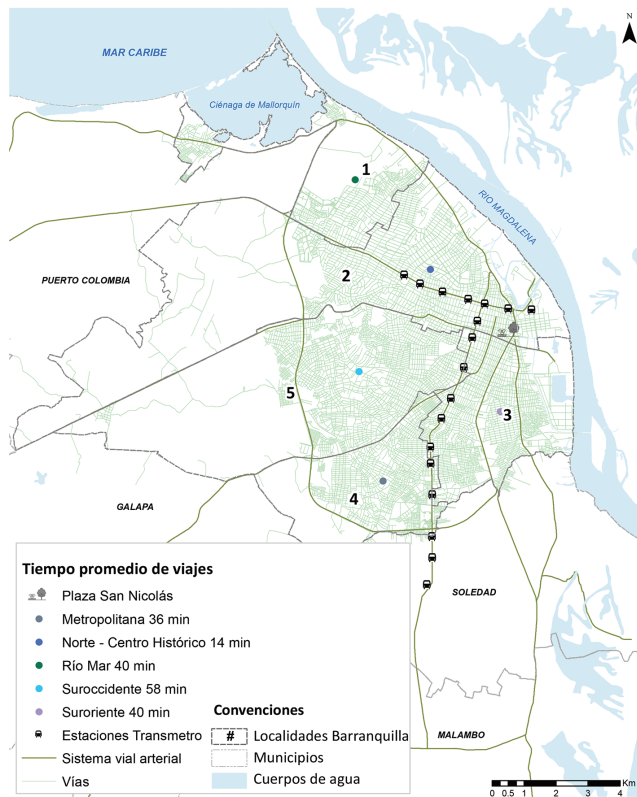 N
MAR CARIBE
Ciénaga de Mallorquín
1
RIO MAGDALENA
2
PUERTO COLOMBIA
5
3
4
GALAPA
SOLEDAD
MALAMBO
Tiempo promedio de viajes
Plaza San Nicolás
Metropolitana 36 min
Norte - Centro Histórico 14 min
Río Mar 40 min
Suroccidente 58 min
Suroriente 40 min
Estaciones Transmetro
Sistema vial arterial
Vías
Convenciones
# Localidades Barranquilla
Municipios
Cuerpos de agua
Km
0 0.5 1 2 3 4